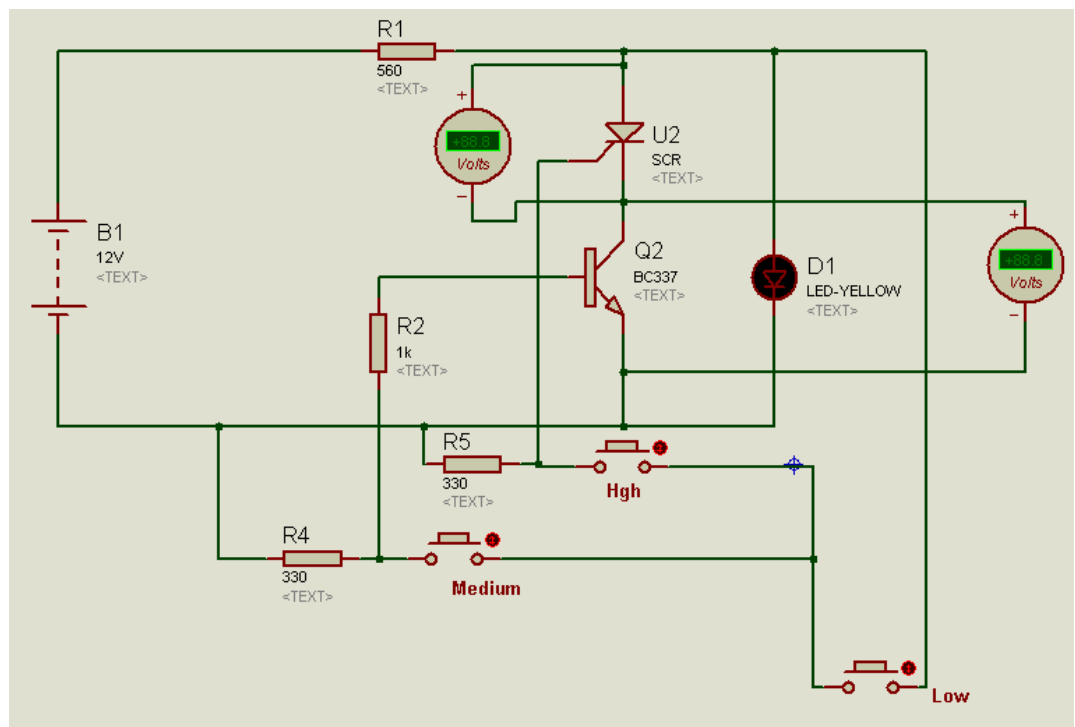 R1
560
<TEXT>
+88.8
Volts
U2
SCR
<TEXT>
B1
12V
<TEXT>
Q2
BC337
<TEXT>
D1
LED-YELLOW
<TEXT>
+88.8
Volts
R2
1k
<TEXT>
R5
330
<TEXT>
Hgh
R4
330
<TEXT>
Medium
Low